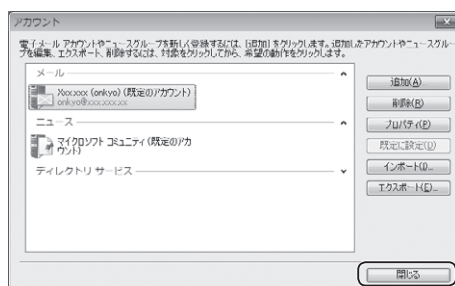 アカウント
電子メール アカウントやニュースグループを新しく登録するには、[追加] をクリックします。追加したアカウントやニュースグルー
プを編集、エクスポート、削除するには、対象をクリックしてから、希望の動作をクリックします。
メール
Xxx.xxx (onkyo) (既定のアカウント)
onkyo@xxx.xxx.xx
ニュース
マイクロソフト コミュニティ (既定のアカ
ウント)
ディレクトリ サービス
追加(A)
削除(R)
プロパティ(P)
既定に設定(D)
インポート(I)...
エクスポート(E)...
閉じる